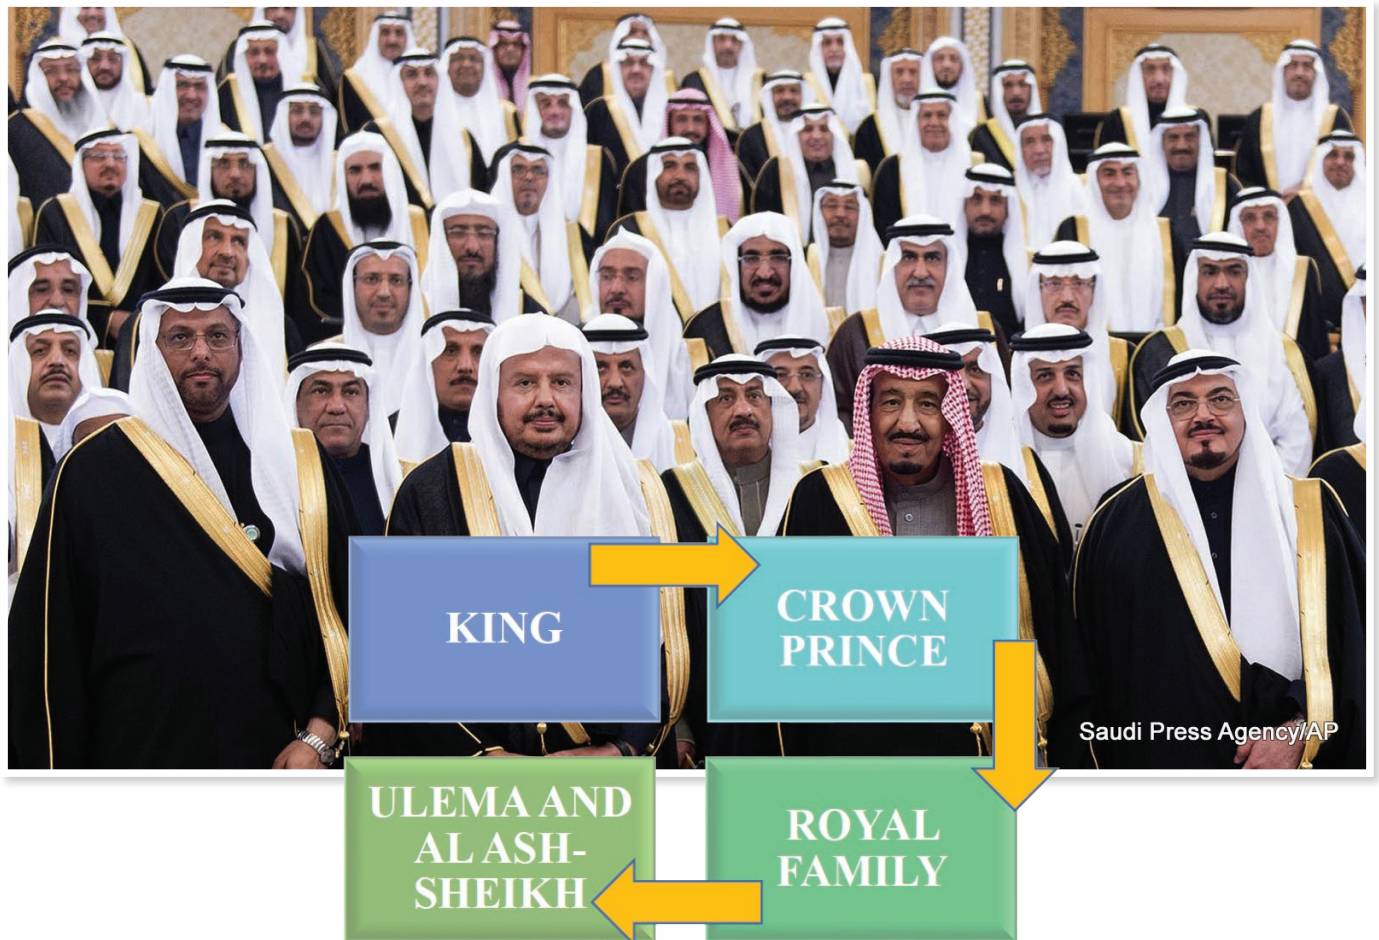 KING
CROWN
PRINCE
Saudi Press Agency/AP
ROYAL
FAMILY
ULEMA AND
AL ASH-
SHEIKH